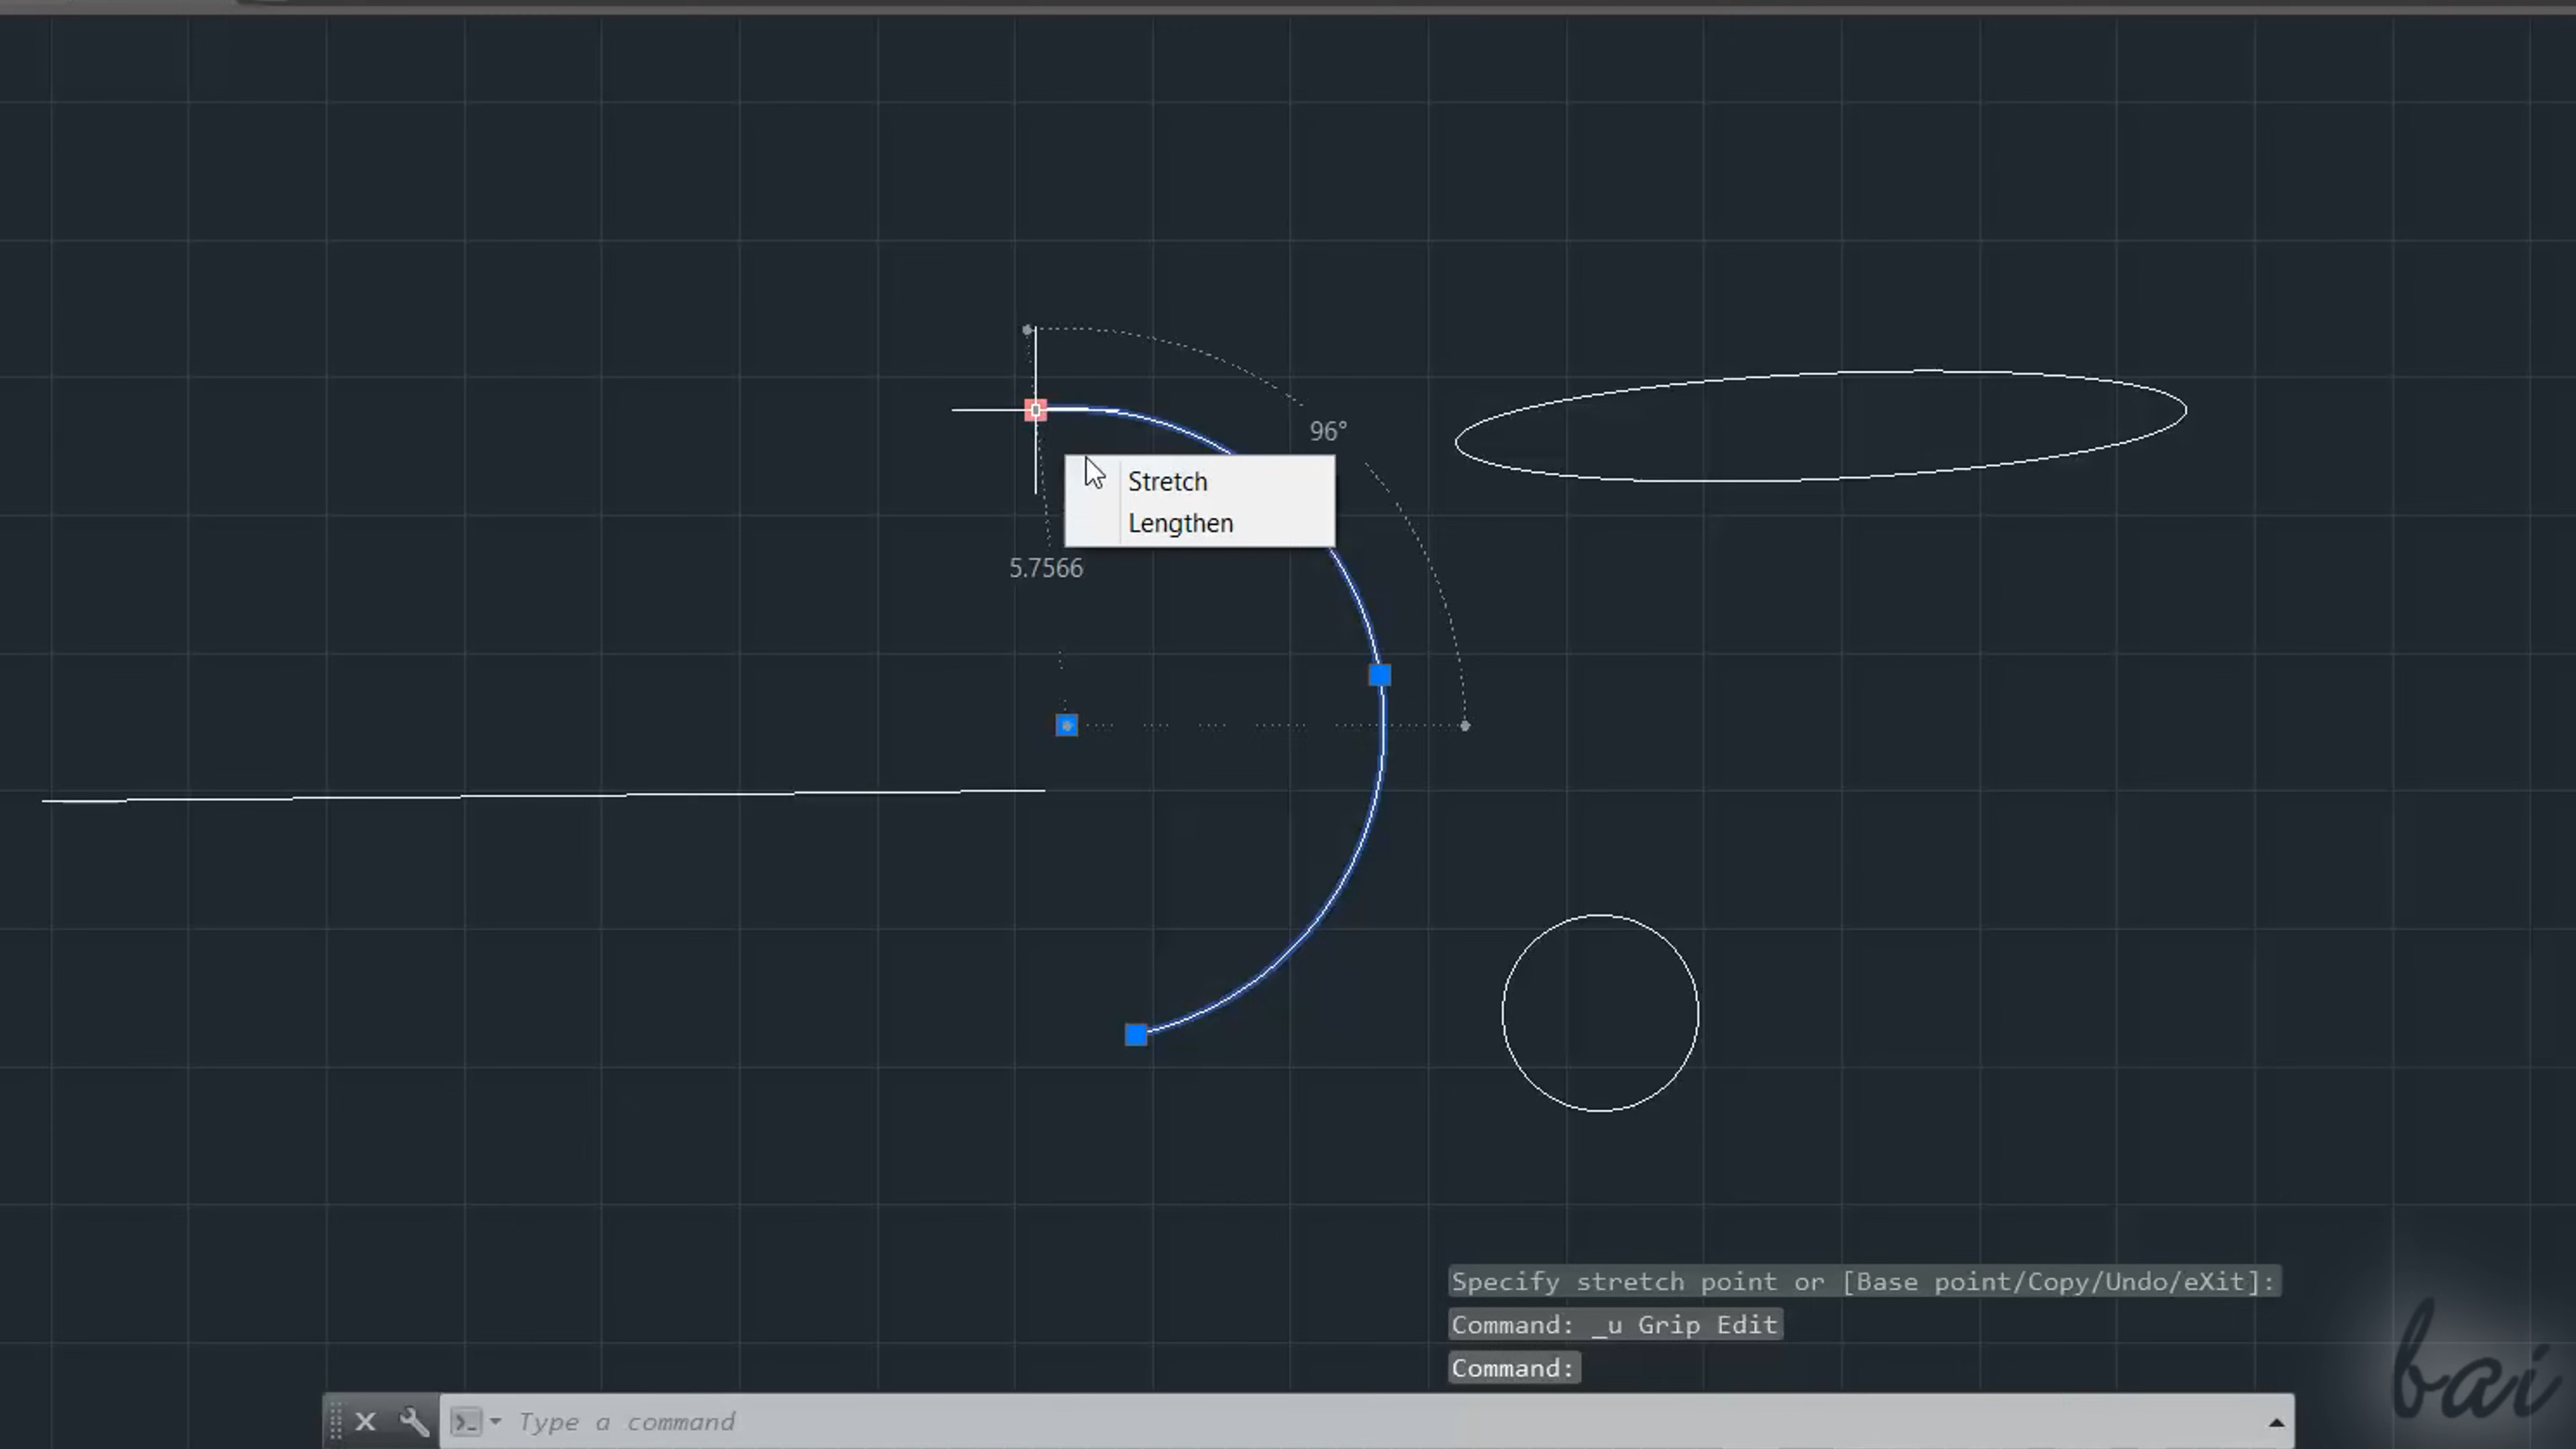 96°
Stretch
Lengthen
5.7566
Specify stretch point or [Base point/Copy/Undo/eXit]:
Command: _u Grip Edit
Command:
Type a command
bai